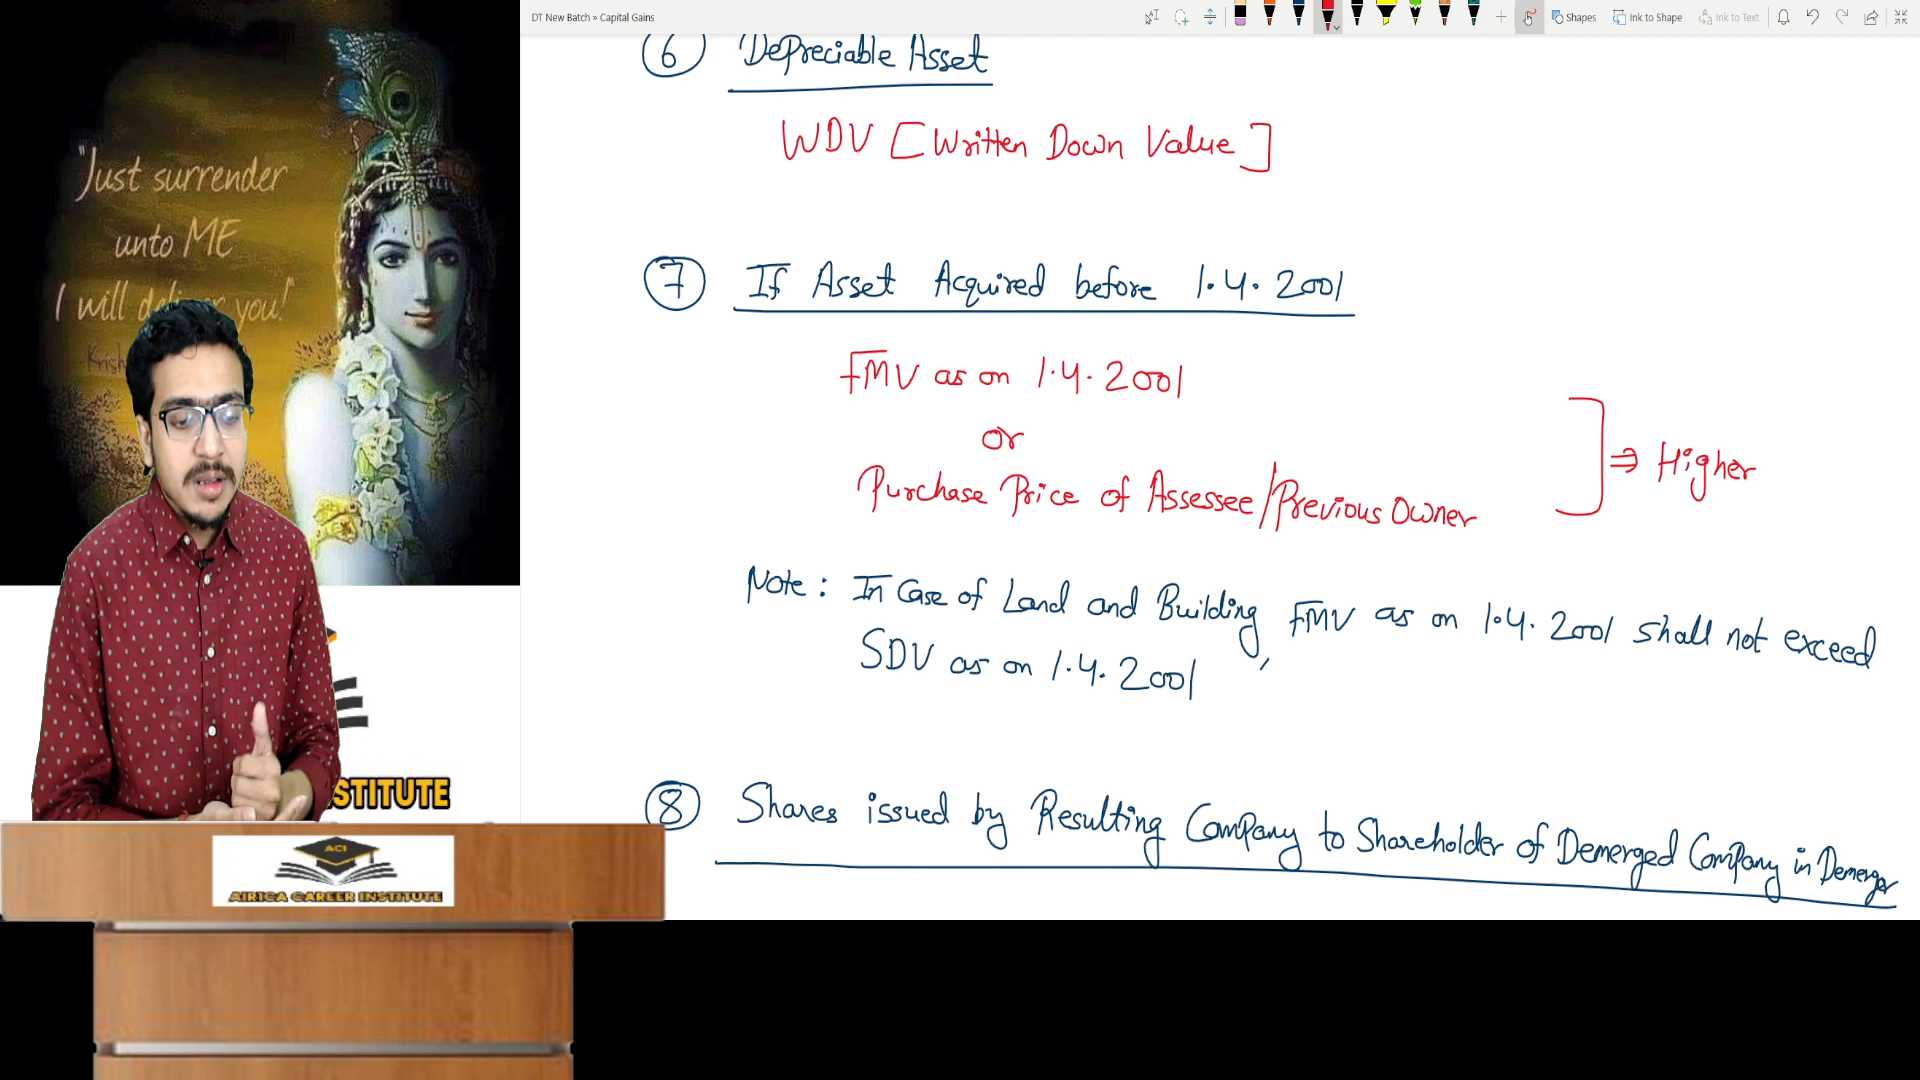 DT New Batch » Capital Gains
Shapes
Ink to Shape
Ink to Text
"Just surrender
unto ME
I will deliver you!"
Krish
STITUTE
ACI
AIRICA CAREER INSTITUTE
⑥ Depreciable Asset
WDV [Written Down Value]
⑦ If Asset Acquired before 1.4.2001
FMV as on 1.4.2001
or
Purchase Price of Assessee/Previous Owner
⇒ Higher
Note: In Case of Land and Building, FMV as on 1.4.2001 shall not exceed
SDV as on 1.4.2001
⑧ Shares issued by Resulting Company to Shareholder of Demerged Company in Demerger